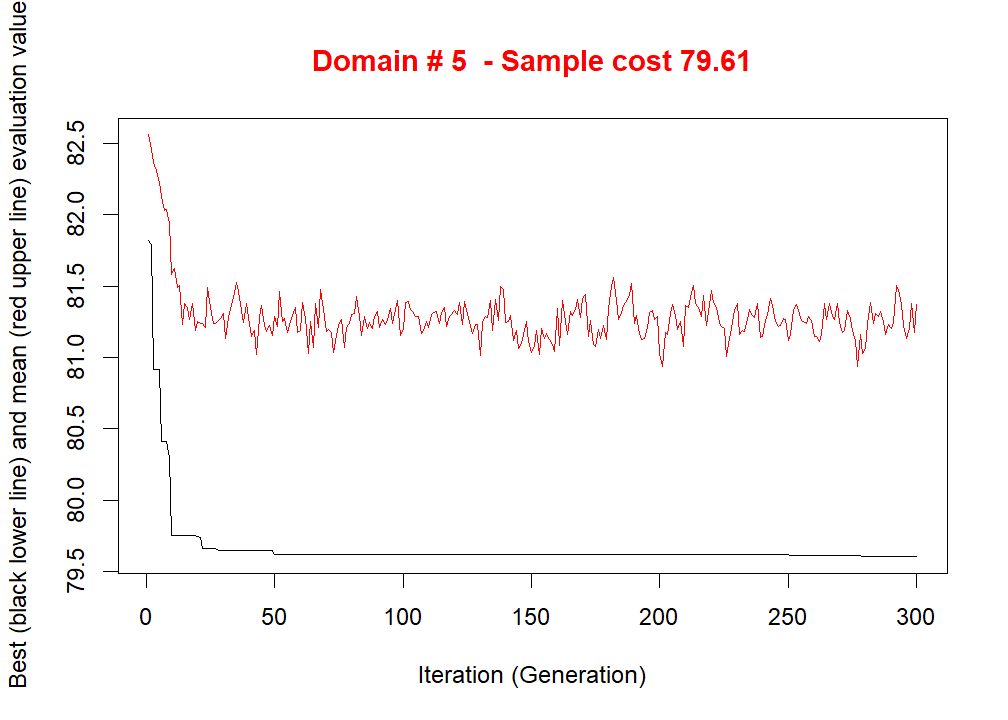 Domain # 5  - Sample cost 79.61
Best (black lower line) and mean (red upper line) evaluation value
82.5
82.0
81.5
81.0
80.5
80.0
79.5
0 50 100 150 200 250 300
Iteration (Generation)